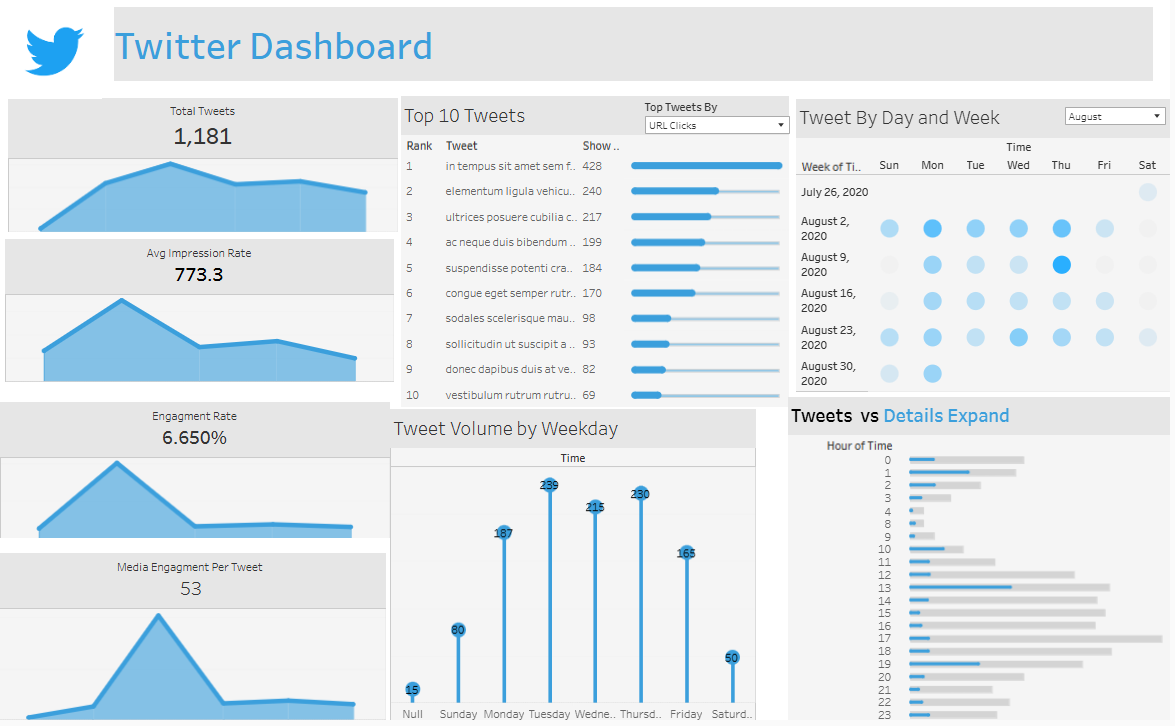 Twitter Dashboard
Total Tweets
1,181
Avg Impression Rate
773.3
Engagment Rate
6.650%
Media Engagment Per Tweet
53
Top 10 Tweets
Top Tweets By
URL Clicks
Rank Tweet Show ..
1 in tempus sit amet sem f.. 428
2 elementum ligula vehicu.. 240
3 ultrices posuere cubilia c.. 217
4 ac neque duis bibendum .. 199
5 suspendisse potenti cra.. 184
6 congue eget semper rutr.. 170
7 sodales scelerisque mau.. 98
8 sollicitudin ut suscipit a .. 93
9 donec dapibus duis at ve.. 82
10 vestibulum rutrum rutru.. 69
Tweet Volume by Weekday
Time
15 80 187 239 215 230 165 50
Null Sunday Monday Tuesday Wedne.. Thursd.. Friday Saturd..
Tweet By Day and Week
August
Time
Week of Ti.. Sun Mon Tue Wed Thu Fri Sat
July 26, 2020
August 2,
2020
August 9,
2020
August 16,
2020
August 23,
2020
August 30,
2020
Tweets vs Details Expand
Hour of Time
0
1
2
3
4
8
9
10
11
12
13
14
15
16
17
18
19
20
21
22
23